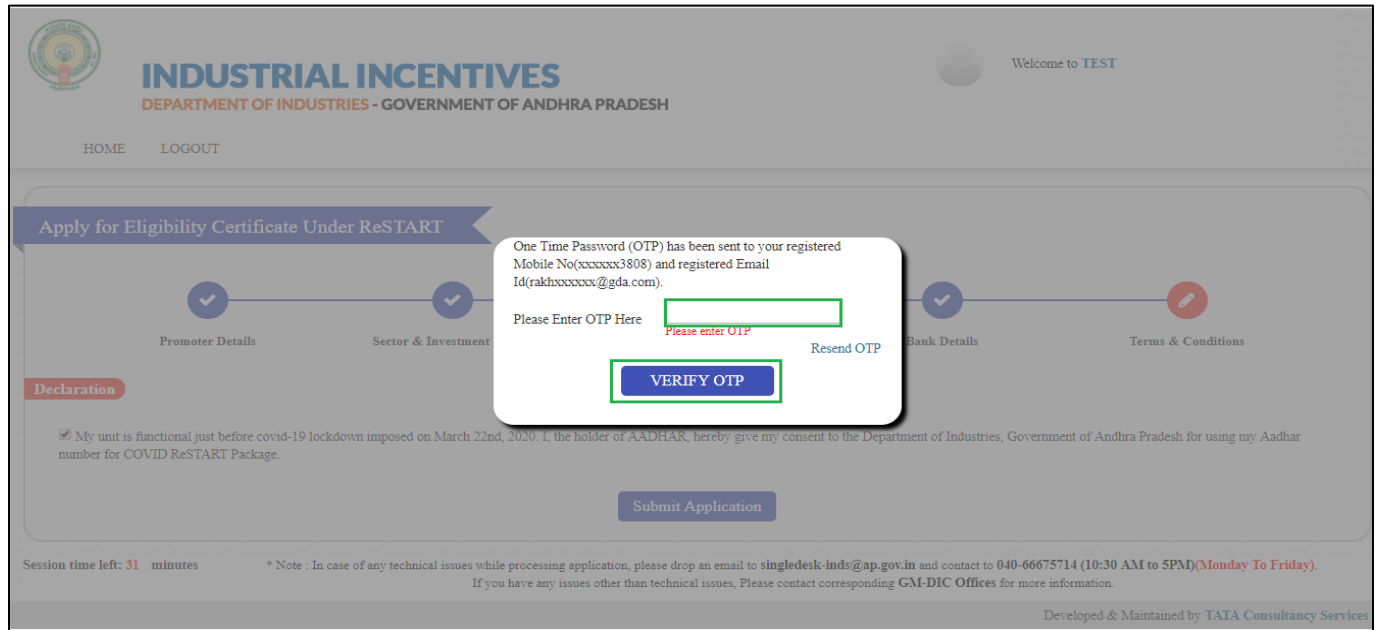 INDUSTRIAL INCENTIVES
DEPARTMENT OF INDUSTRIES - GOVERNMENT OF ANDHRA PRADESH
Welcome to TEST
HOME LOGOUT
Apply for Eligibility Certificate Under ReSTART
One Time Password (OTP) has been sent to your registered
Mobile No(xxxxxx3808) and registered Email
Id(rakhxxxxxx@gda.com).
Please Enter OTP Here
Please enter OTP
Resend OTP
VERIFY OTP
Promoter Details Sector & Investment Bank Details Terms & Conditions
Declaration
My unit is functional just before covid-19 lockdown imposed on March 22nd, 2020. I, the holder of AADHAR, hereby give my consent to the Department of Industries, Government of Andhra Pradesh for using my Aadhar
number for COVID ReSTART Package.
Submit Application
Session time left: 31 minutes * Note : In case of any technical issues while processing application, please drop an email to singledesk-inds@ap.gov.in and contact to 040-66675714 (10:30 AM to 5PM)(Monday To Friday).
If you have any issues other than technical issues, Please contact corresponding GM-DIC Offices for more information.
Developed & Maintained by TATA Consultancy Services